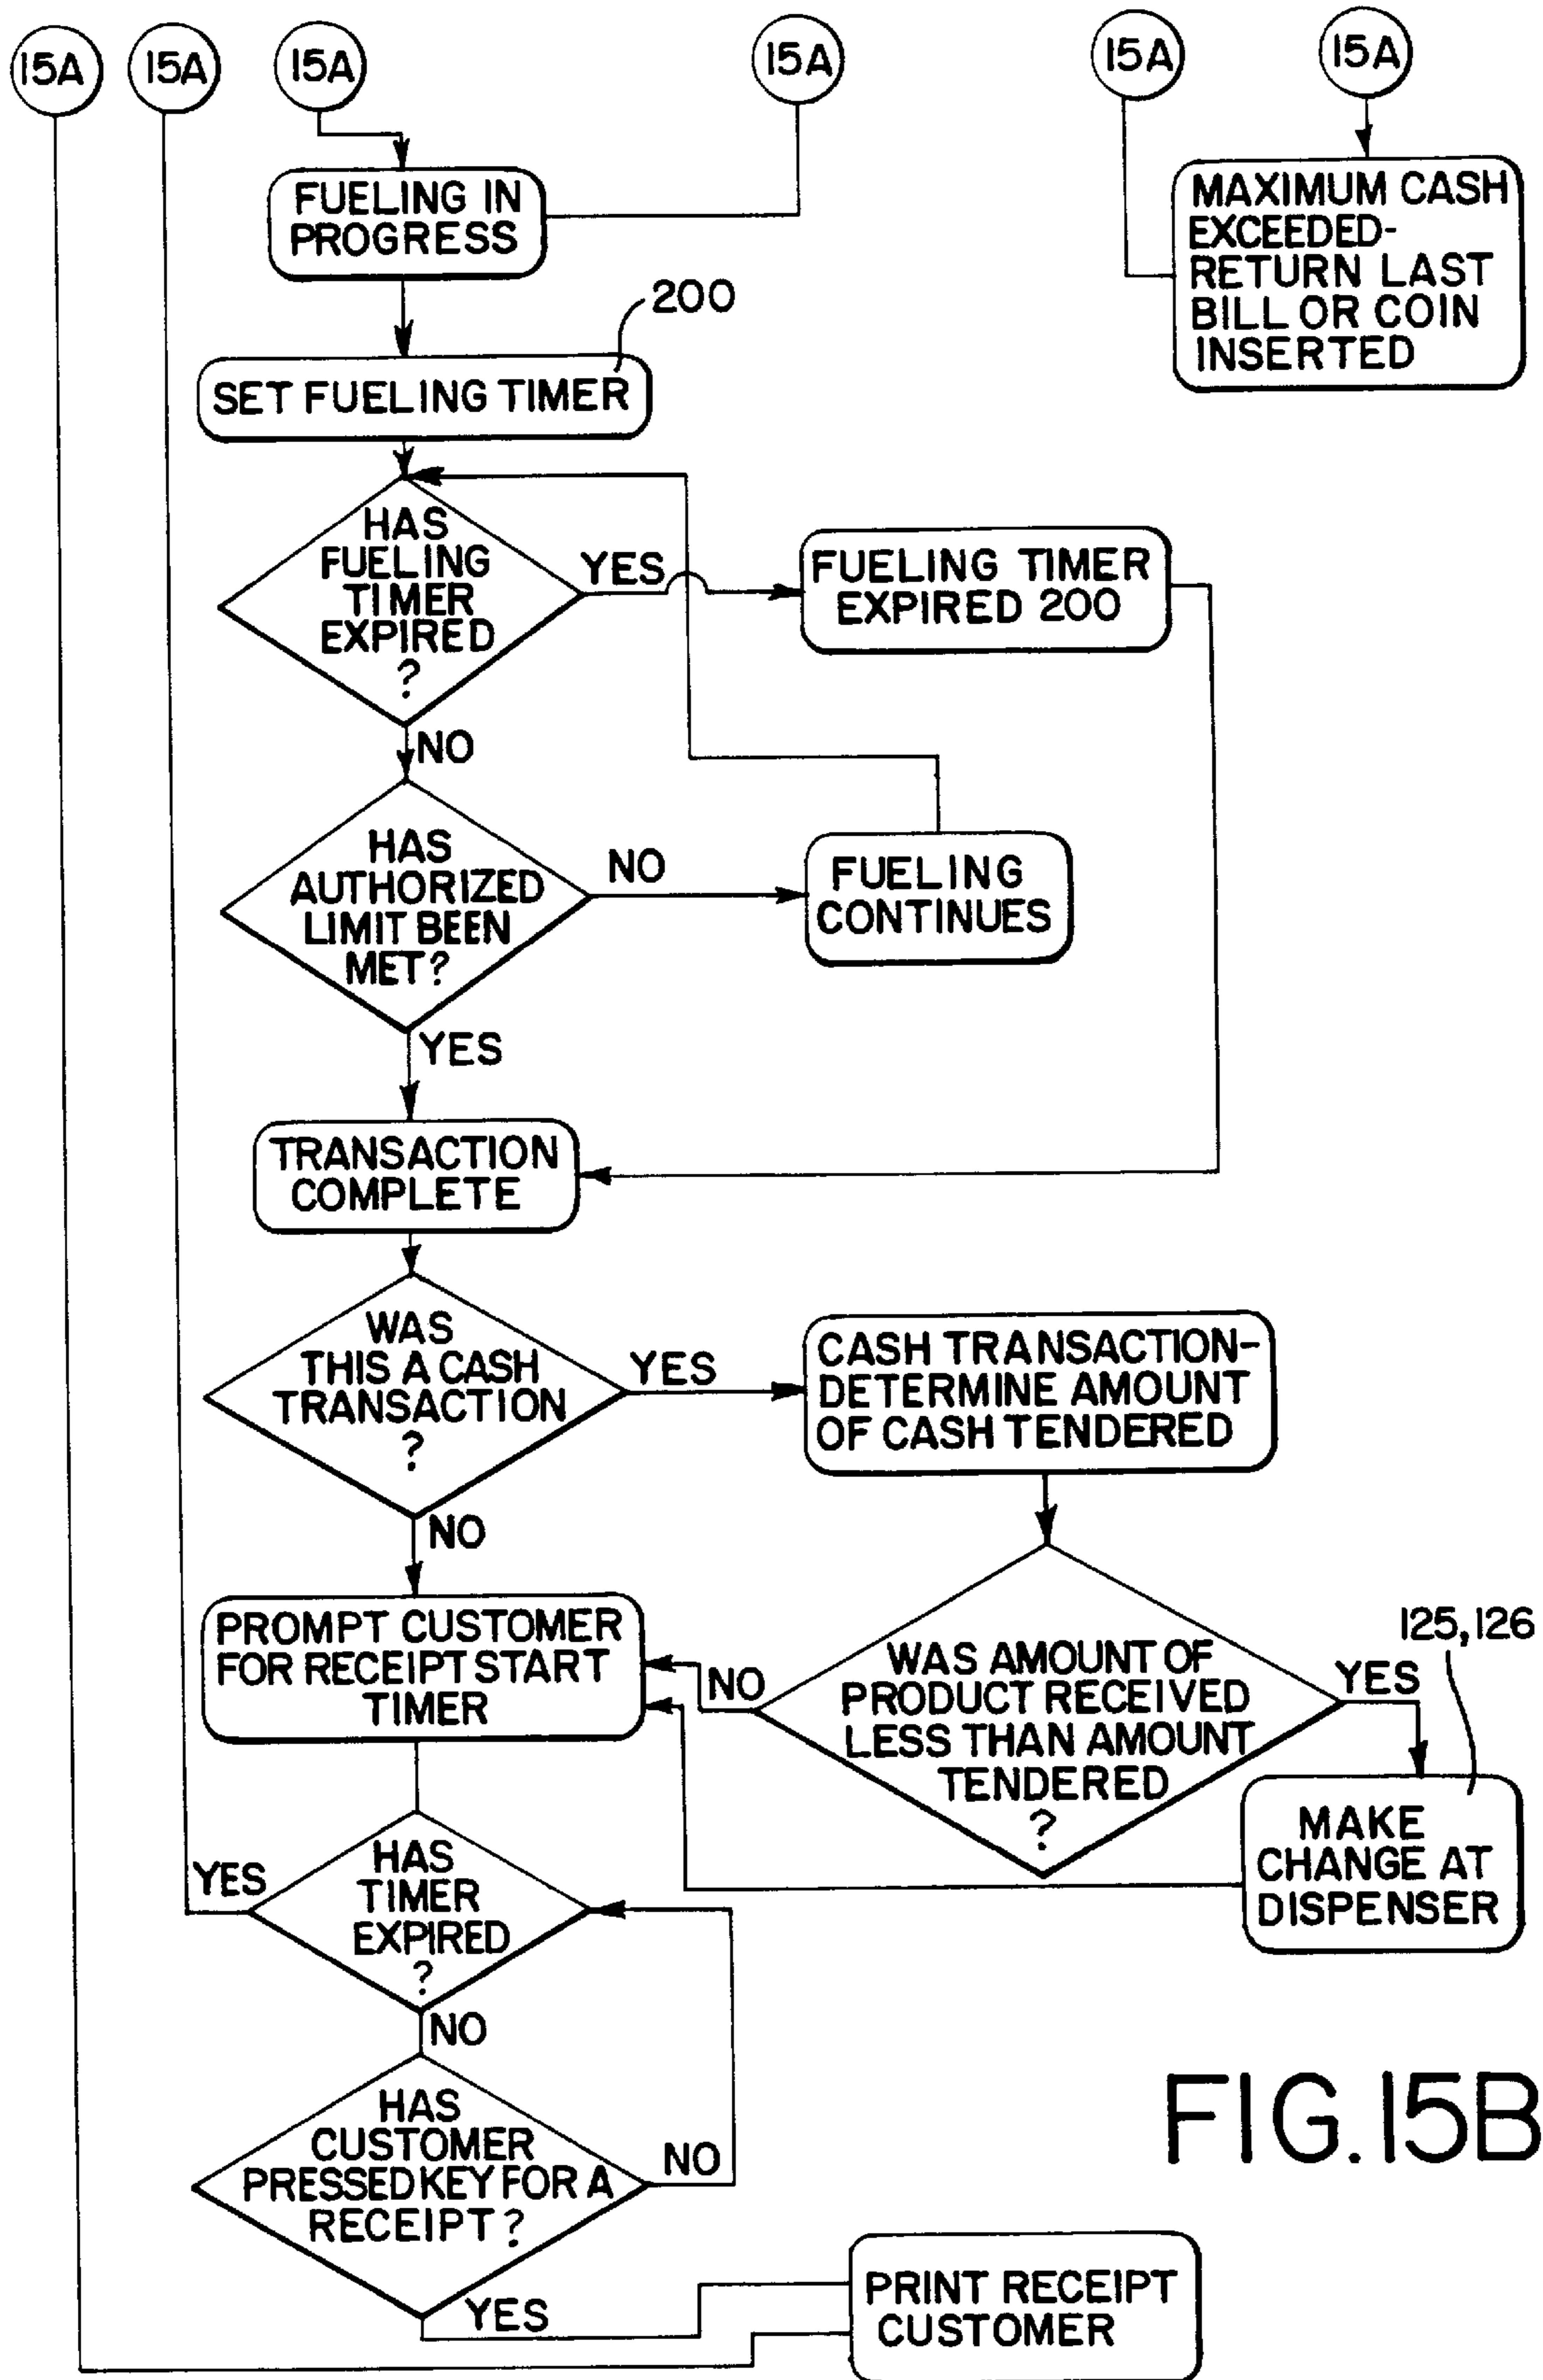 15A
15A
15A
15A
15A
15A
FUELING IN
PROGRESS
MAXIMUM CASH
EXCEEDED-
RETURN LAST
BILL OR COIN
INSERTED
200
SET FUELING TIMER
HAS
FUELING
TIMER
EXPIRED
?
YES
FUELING TIMER
EXPIRED 200
NO
HAS
AUTHORIZED
LIMIT BEEN
MET?
NO
FUELING
CONTINUES
YES
TRANSACTION
COMPLETE
WAS
THIS A CASH
TRANSACTION
?
YES
CASH TRANSACTION-
DETERMINE AMOUNT
OF CASH TENDERED
NO
PROMPT CUSTOMER
FOR RECEIPT START
TIMER
NO
WAS AMOUNT OF
PRODUCT RECEIVED
LESS THAN AMOUNT
TENDERED
?
YES
125,126
MAKE
CHANGE AT
DISPENSER
YES
HAS
TIMER
EXPIRED
?
NO
HAS
CUSTOMER
PRESSED KEY FOR A
RECEIPT?
NO
YES
PRINT RECEIPT
CUSTOMER
FIG.15B